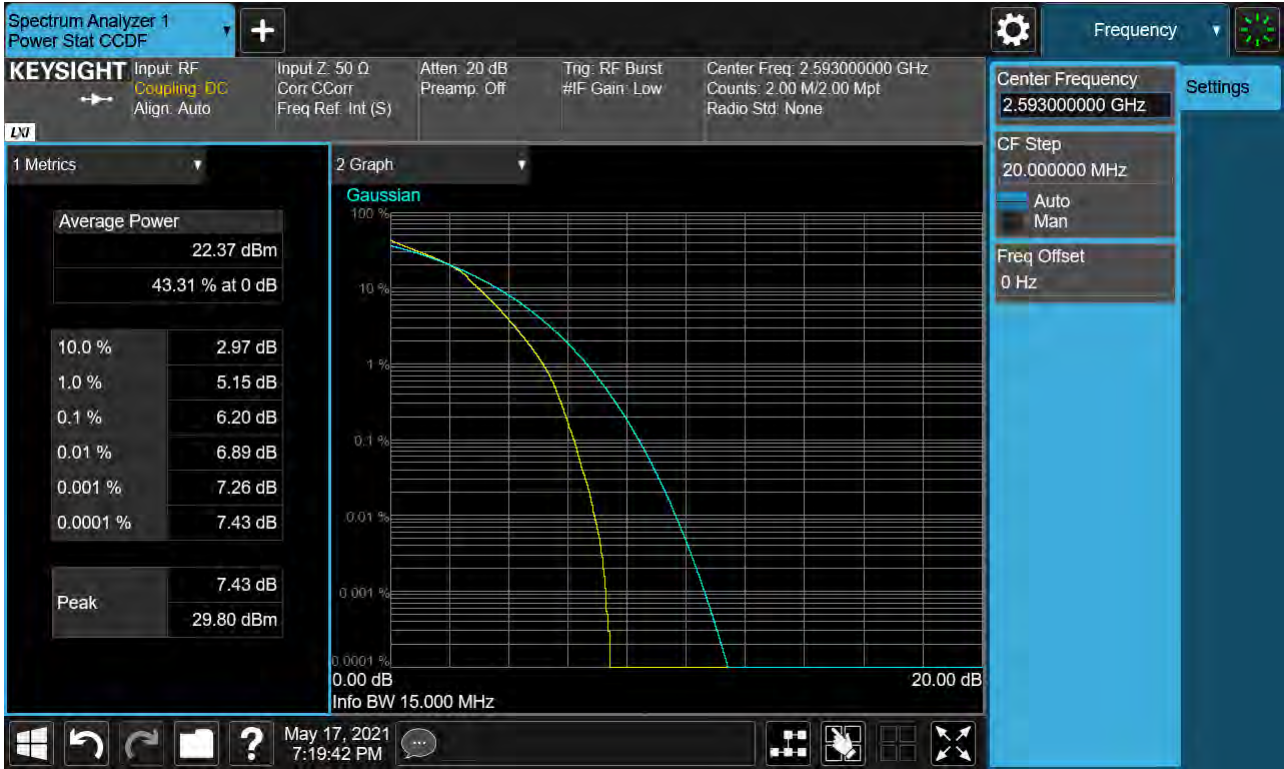 Spectrum Analyzer 1
Power Stat CCDF
+
Frequency
KEYSIGHT
Input: RF
Coupling: DC
Align: Auto
Input Z: 50 Ω
Corr CCorr
Freq Ref: Int (S)
Atten: 20 dB
Preamp: Off
Trig: RF Burst
#IF Gain: Low
Center Freq: 2.593000000 GHz
Counts: 2.00 M/2.00 Mpt
Radio Std: None
LXI
Center Frequency
2.593000000 GHz
Settings
CF Step
20.000000 MHz
Auto
Man
Freq Offset
0 Hz
1 Metrics
Average Power
22.37 dBm
43.31 % at 0 dB
10.0 % 2.97 dB
1.0 % 5.15 dB
0.1 % 6.20 dB
0.01 % 6.89 dB
0.001 % 7.26 dB
0.0001 % 7.43 dB
Peak
7.43 dB
29.80 dBm
2 Graph
Gaussian
100 %
10 %
1 %
0.1 %
0.01 %
0.001 %
0.0001 %
0.00 dB 20.00 dB
Info BW 15.000 MHz
?
May 17, 2021
7:19:42 PM